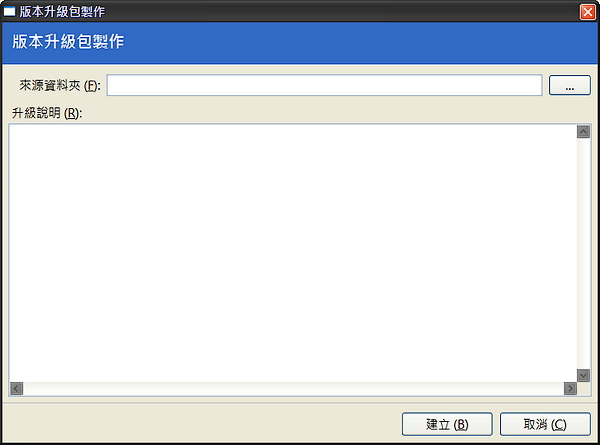 版本升級包製作
版本升級包製作
來源資料夾 (F):
...
升級說明 (R):
建立 (B)
取消 (C)